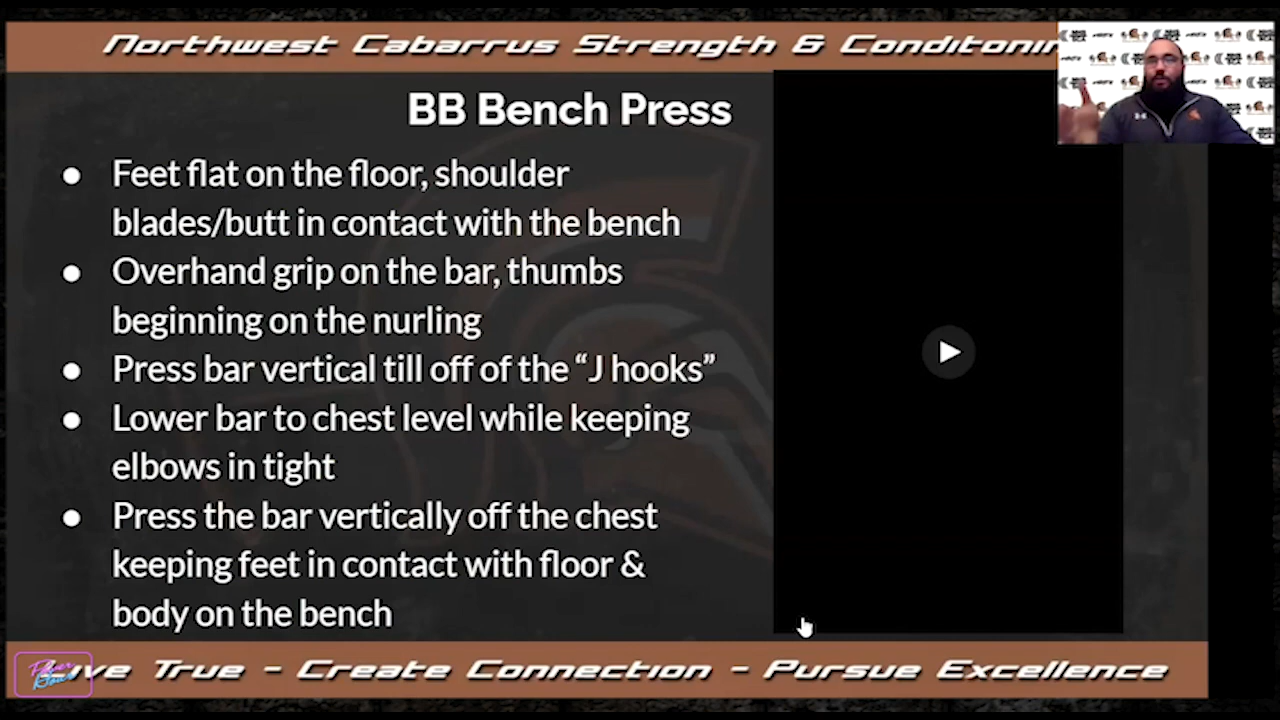 Northwest Cabarrus Strength & Conditonin
BB Bench Press
● Feet flat on the floor, shoulder
blades/butt in contact with the bench
● Overhand grip on the bar, thumbs
beginning on the nurling
● Press bar vertical till off of the “J hooks”
● Lower bar to chest level while keeping
elbows in tight
● Press the bar vertically off the chest
keeping feet in contact with floor &
body on the bench
ve True - Create Connection - Pursue Excellence